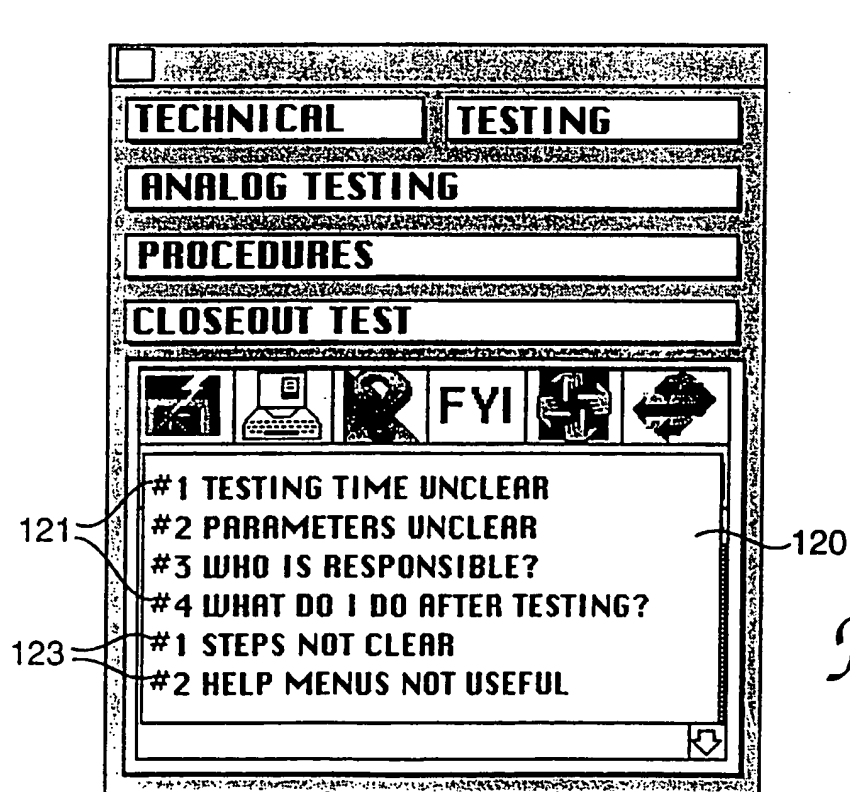 TECHNICAL TESTING
ANALOG TESTING
PROCEDURES
CLOSEOUT TEST
R FYI
#1 TESTING TIME UNCLEAR
#2 PARAMETERS UNCLEAR
#3 WHO IS RESPONSIBLE?
#4 WHAT DO I DO AFTER TESTING?
#1 STEPS NOT CLEAR
#2 HELP MENUS NOT USEFUL
121
120
123